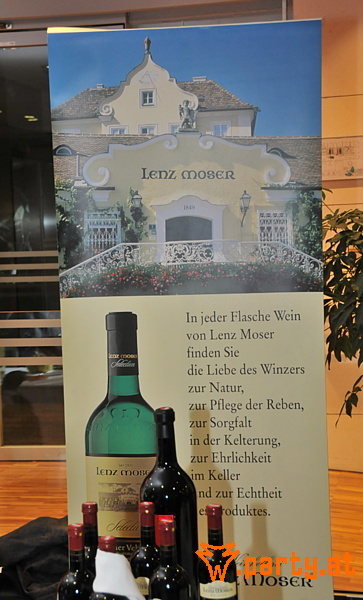 LENZ MOSER
1849
In jeder Flasche Wein
von Lenz Moser
finden Sie
die Liebe des Winzers
zur Natur,
zur Pflege der Reben,
zur Sorgfalt
in der Kelterung,
zur Ehrlichkeit
im Keller
und zur Echtheit
des Produktes.
LENZ MOSER
Selection
LENZ MOSER
MOSER
party.at